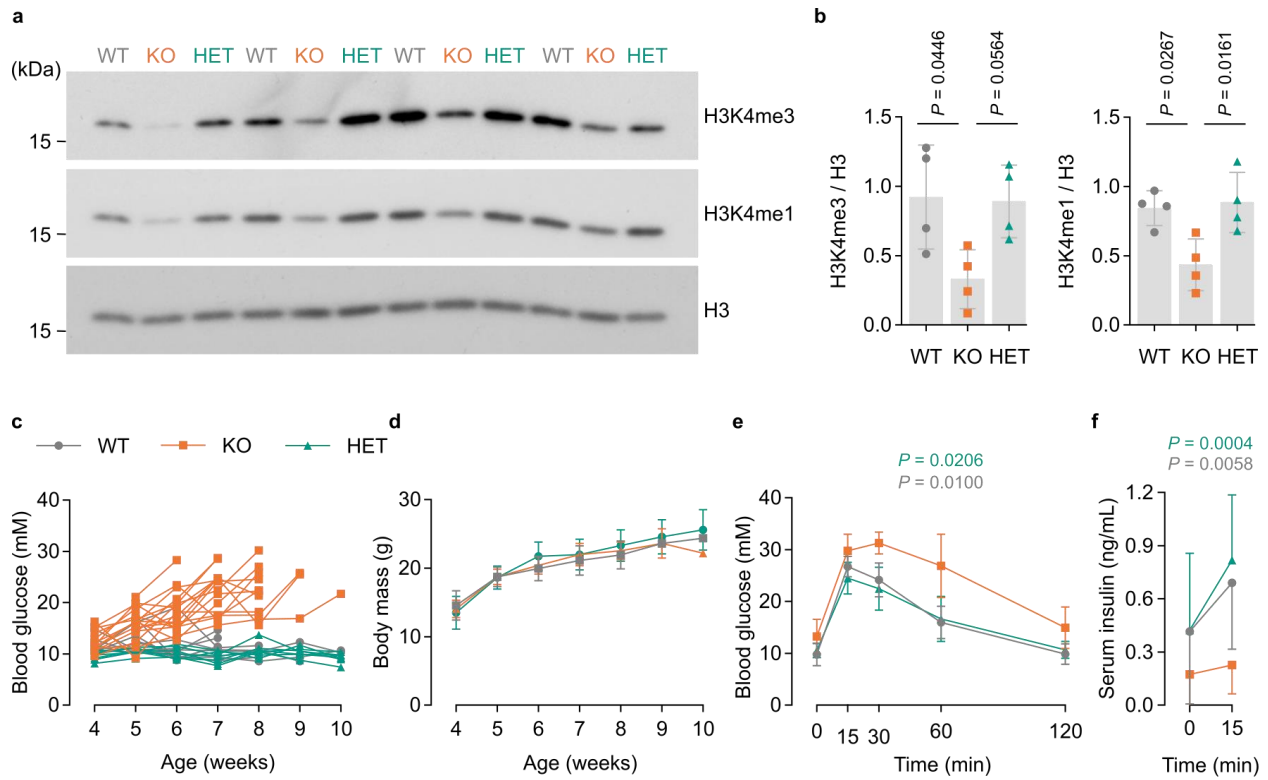 a
WT KO HET WT KO HET WT KO HET WT KO HET
(kDa)
H3K4me3
15
H3K4me1
15
H3
15
b
P = 0.0446
P = 0.0564
H3K4me3 / H3
1.5
1.0
0.5
0.0
WT KO HET
P = 0.0267
P = 0.0161
H3K4me1 / H3
1.5
1.0
0.5
0.0
WT KO HET
c
WT KO HET
Blood glucose (mM)
40
30
20
10
0
4 5 6 7 8 9 10
Age (weeks)
d
Body mass (g)
30
20
10
0
4 5 6 7 8 9 10
Age (weeks)
e
P = 0.0206
P = 0.0100
Blood glucose (mM)
40
30
20
10
0
0 15 30 60 120
Time (min)
f
P = 0.0004
P = 0.0058
Serum insulin (ng/mL)
1.2
0.9
0.6
0.3
0.0
0 15
Time (min)